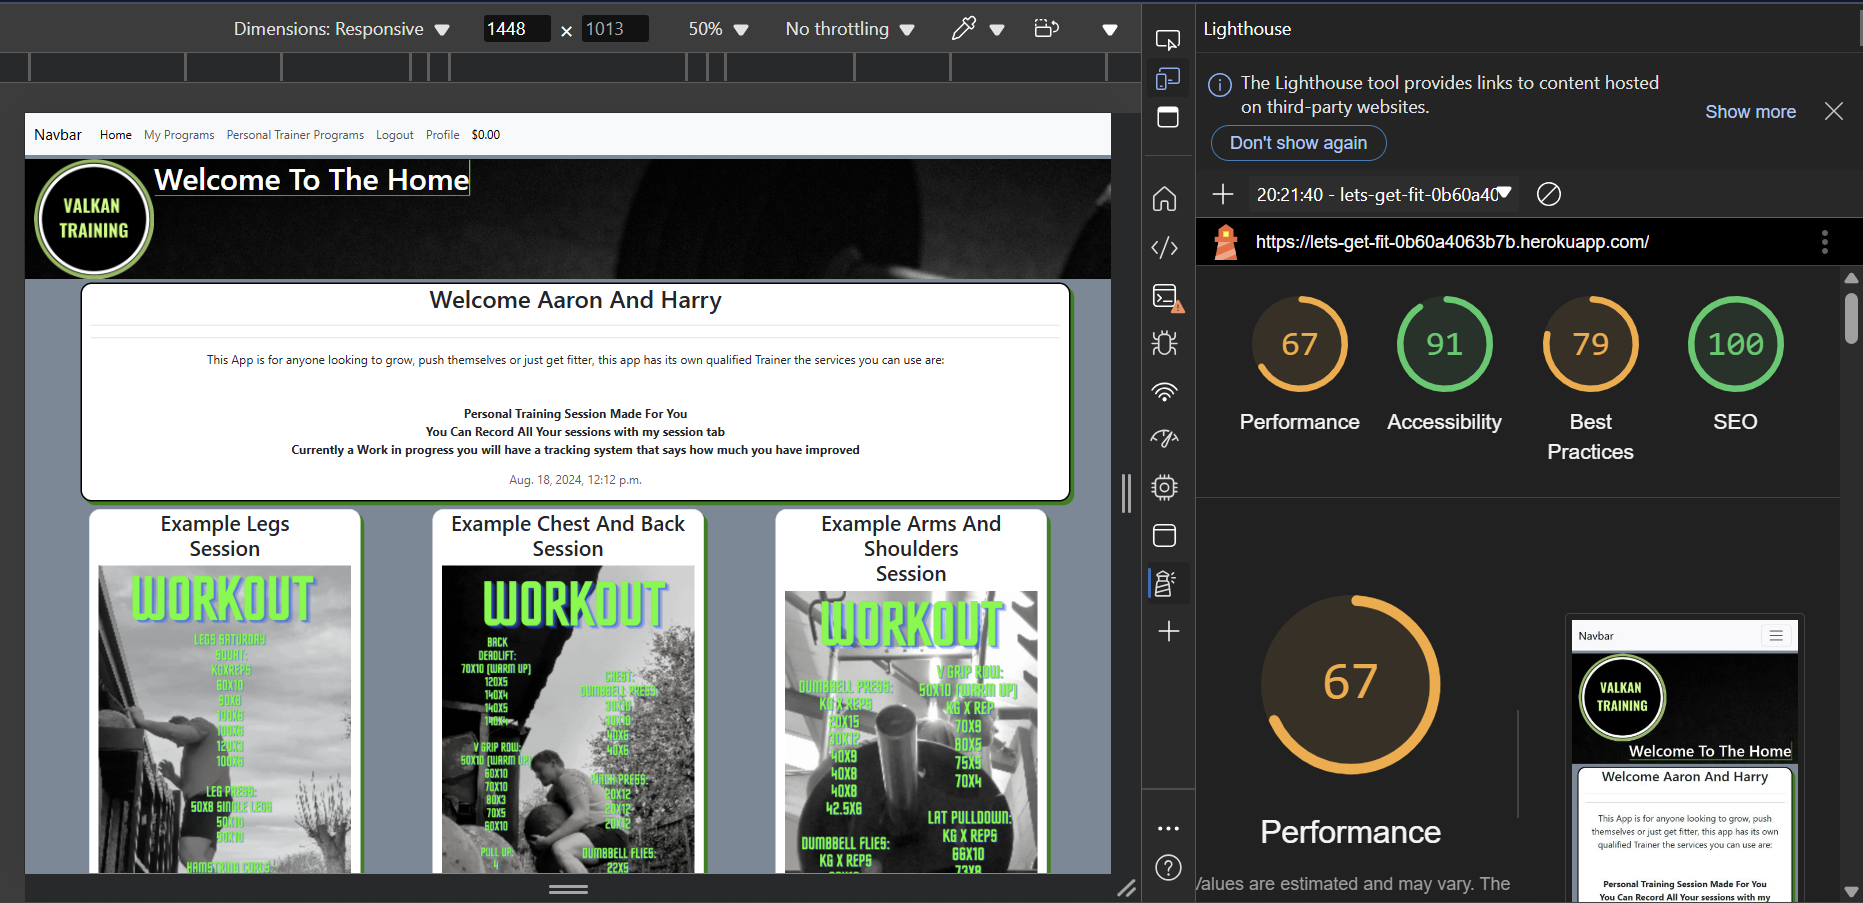 Dimensions: Responsive
1448 × 1013
50%
No throttling
Navbar Home My Programs Personal Trainer Programs Logout Profile $0.00
VALKAN
TRAINING
Welcome To The Home
Welcome Aaron And Harry
This App is for anyone looking to grow, push themselves or just get fitter, this app has its own qualified Trainer the services you can use are:
Personal Training Session Made For You
You Can Record All Your sessions with my session tab
Currently a Work in progress you will have a tracking system that says how much you have improved
Aug. 18, 2024, 12:12 p.m.
Example Legs
Session
WORKOUT
LEGS SATURDAY
SQUAT:
KGXREPS
60X10
100X6
120X3
100X6
LEG PRESS:
50X8 SINGLE LEGS
50X10
50X10
HAMSTRING CURLS:
Example Chest And Back
Session
WORKOUT
BACK
DEADLIFT:
70X10 (WARM UP)
120X5
140X4
140X5
140X4
V GRIP ROW:
50X10 (WARM UP)
60X10
70X10
80X3
70X5
60X10
PULL UP:
4
CHEST:
DUMBBELL PRESS:
40X6
40X6
PINCH PRESS:
20X12
20X12
20X12
DUMBBELL FLIES:
22X5
Example Arms And
Shoulders
Session
WORKOUT
DUMBBELL PRESS:
KG X REPS
20X15
30X12
40X9
40X8
40X8
42.5X6
DUMBBELL FLIES:
KG X REPS
V GRIP ROW:
50X10 (WARM UP)
KG X REP
70X9
80X5
75X5
70X4
LAT PULLDOWN:
KG X REPS
66X10
73X8
Lighthouse
The Lighthouse tool provides links to content hosted
on third-party websites.
Show more
Don't show again
20:21:40 - lets-get-fit-0b60a40
https://lets-get-fit-0b60a4063b7b.herokuapp.com/
67
Performance
91
Accessibility
79
Best
Practices
100
SEO
67
Performance
Values are estimated and may vary. The
Navbar
VALKAN
TRAINING
Welcome To The Home
Welcome Aaron And Harry
This App is for anyone looking to grow, push
themselves or just get fitter, this app has its own
qualified Trainer the services you can use are:
Personal Training Session Made For You
You Can Record All Your sessions with my